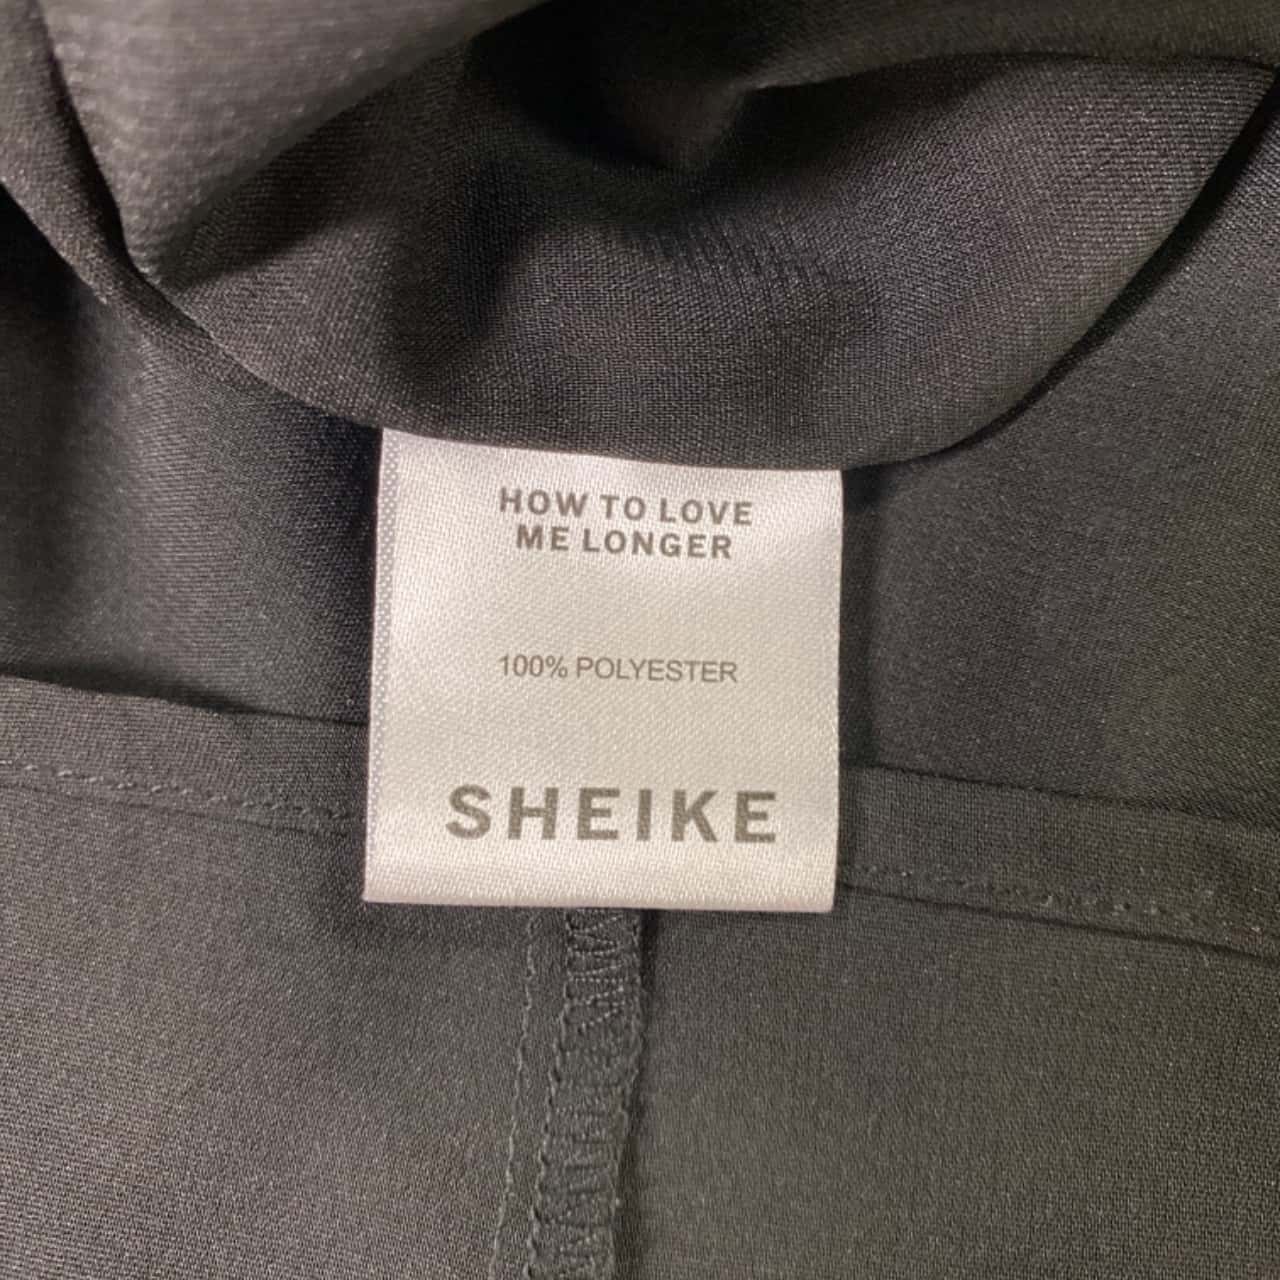 HOW TO LOVE
ME LONGER
100% POLYESTER
SHEIKE